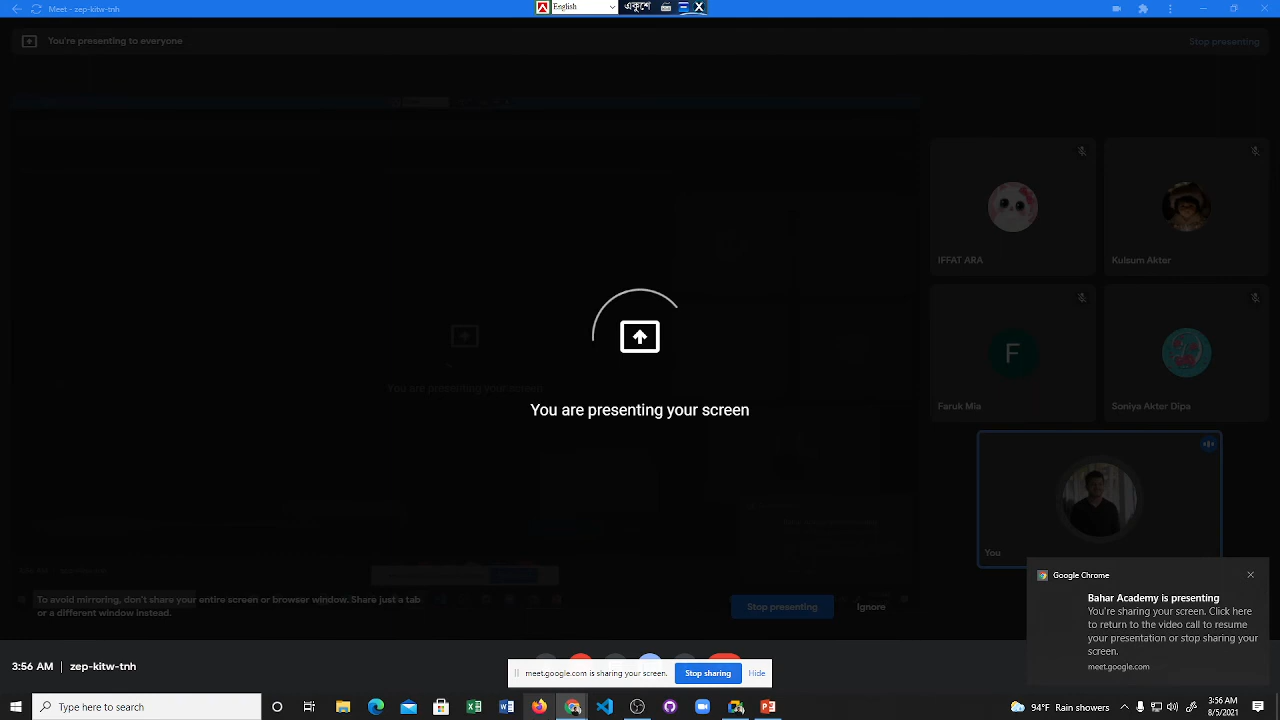 Meet - zep-kitw-tnh
English
You're presenting to everyone
Stop presenting
IFFAT ARA
Kulsum Akter
You are presenting your screen
You are presenting your screen
F
Faruk Mia
Soniya Akter Dipa
You
Google Chrome
Bahar Academy is presenting
You're sharing your screen. Click here
to return to the video call to resume
your presentation or stop sharing your
screen.
meet.google.com
To avoid mirroring, don't share your entire screen or browser window. Share just a tab
or a different window instead.
Stop presenting
Ignore
3:56 AM | zep-kitw-tnh
meet.google.com is sharing your screen.
Stop sharing
Hide
Type here to search
94°F Rain showers
3:56 AM
8/5/2021